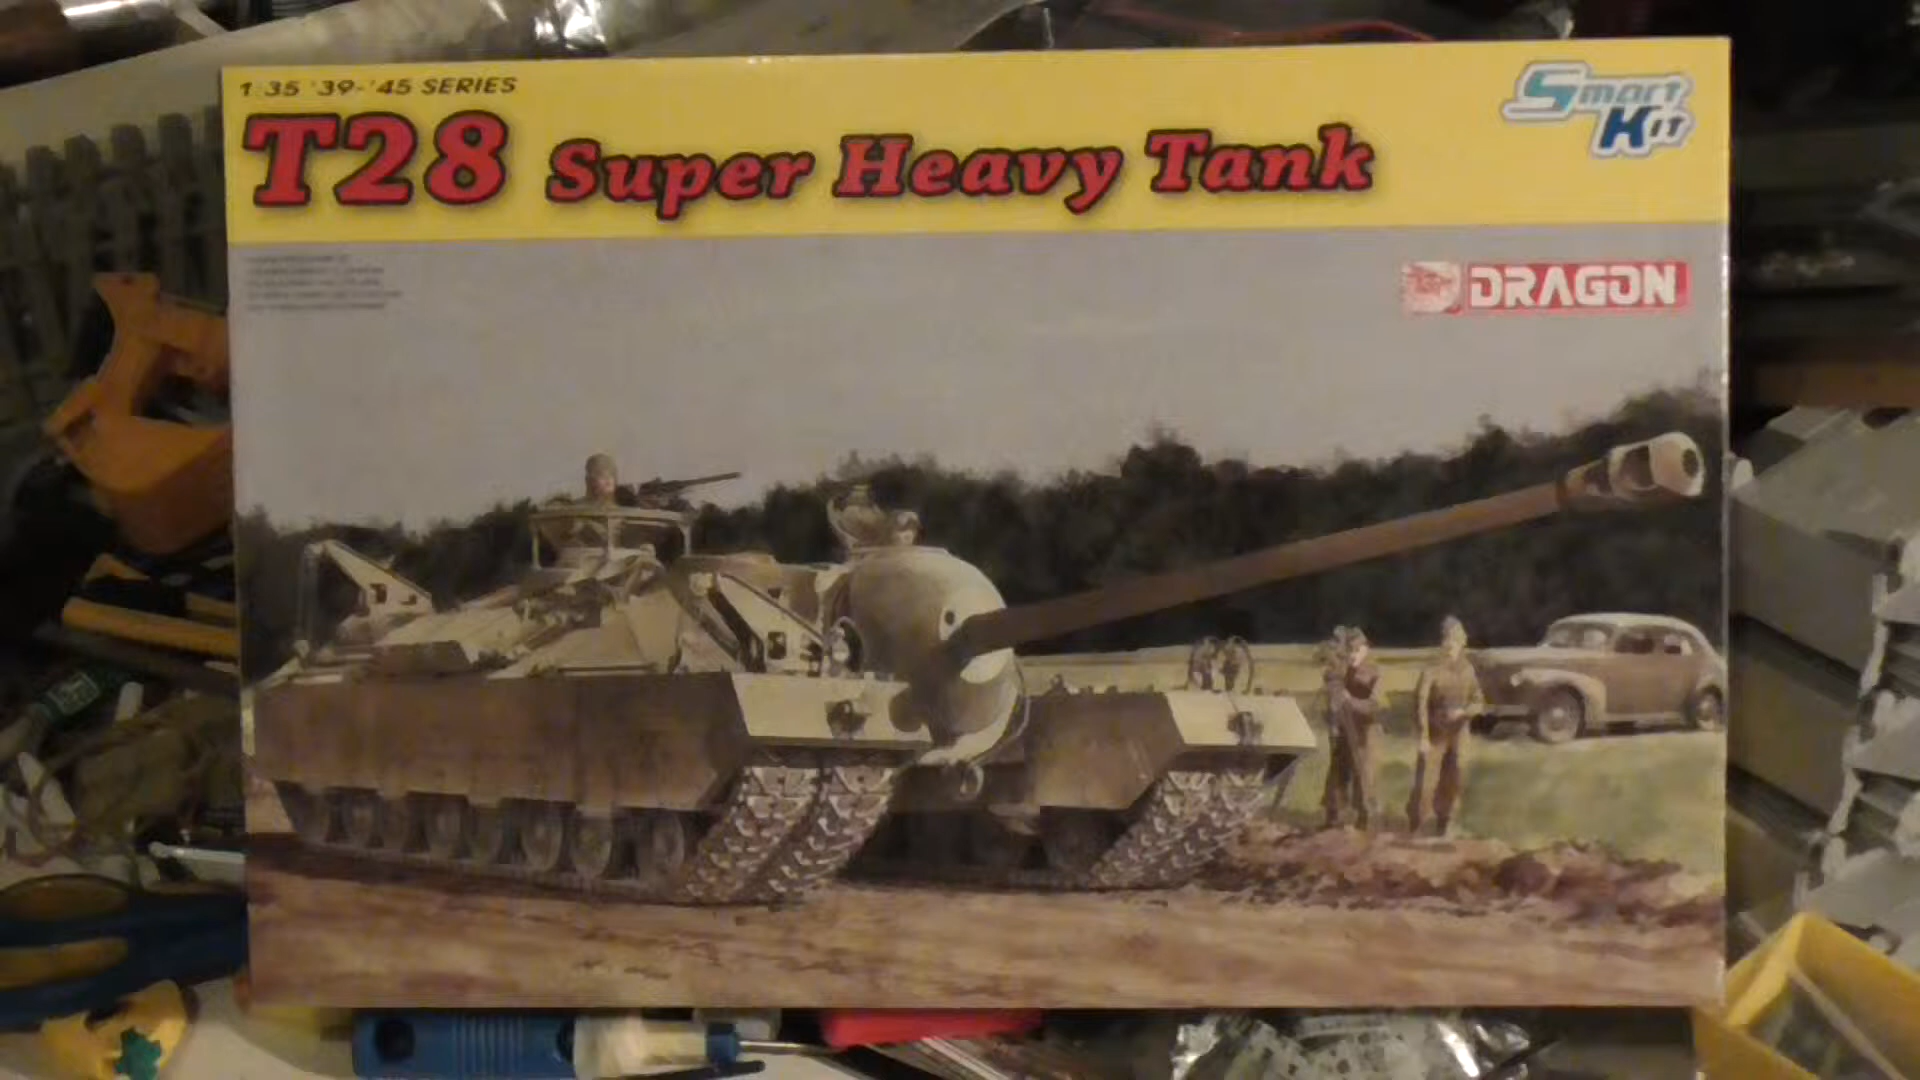 1:35 '39-'45 SERIES
T28 Super Heavy Tank
Smart
Kit
DRAGON